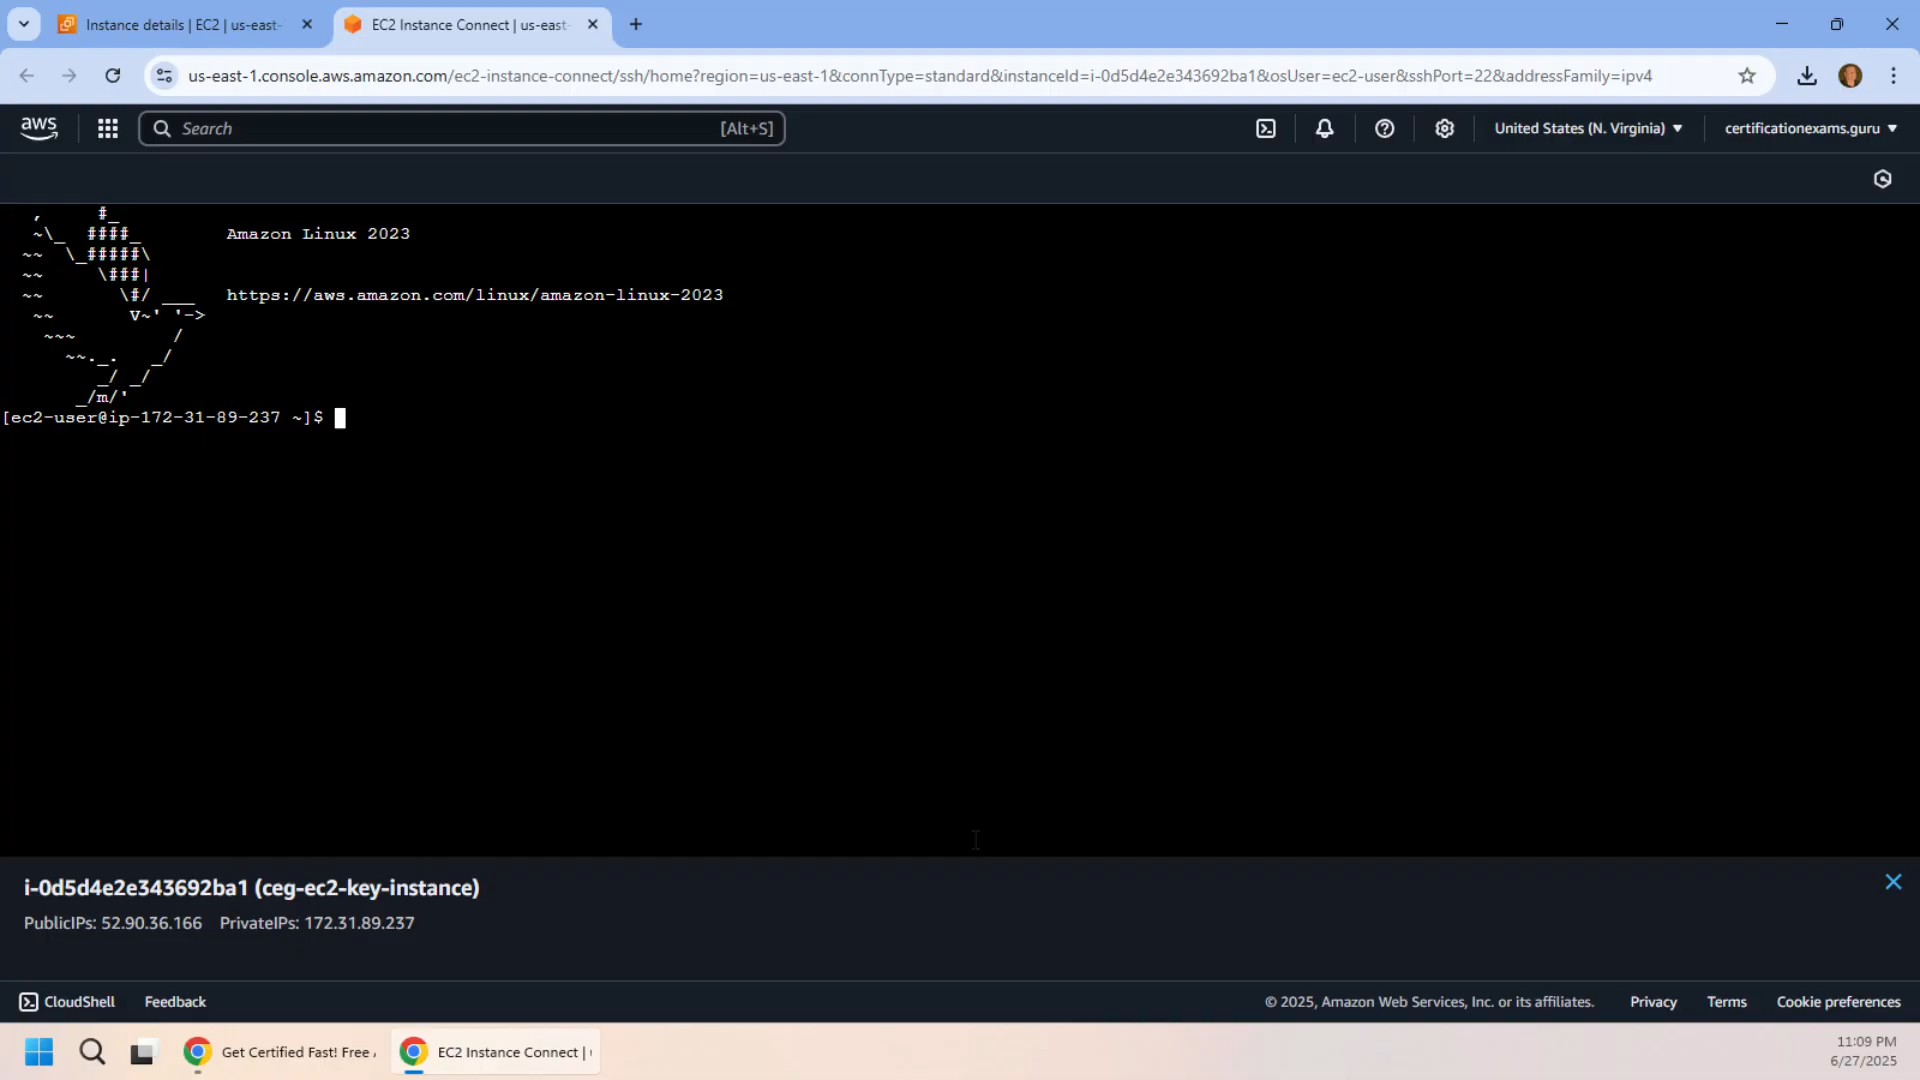 Instance details | EC2 | us-east-
EC2 Instance Connect | us-east-
us-east-1.console.aws.amazon.com/ec2-instance-connect/ssh/home?region=us-east-1&connType=standard&instanceId=i-0d5d4e2e343692ba1&osUser=ec2-user&sshPort=22&addressFamily=ipv4
aws
Search
[Alt+S]
United States (N. Virginia)
certificationexams.guru
   ,     #_
   ~\_  ####_        Amazon Linux 2023
  ~~  \_#####\
  ~~     \###|
  ~~       \#/ ___   https://aws.amazon.com/linux/amazon-linux-2023
   ~~       V~' '->
    ~~~         /
      ~~._.   _/
         _/ _/
       _/m/'
[ec2-user@ip-172-31-89-237 ~]$
i-0d5d4e2e343692ba1 (ceg-ec2-key-instance)
PublicIPs: 52.90.36.166 PrivateIPs: 172.31.89.237
CloudShell
Feedback
© 2025, Amazon Web Services, Inc. or its affiliates.
Privacy
Terms
Cookie preferences
Get Certified Fast! Free
EC2 Instance Connect |
11:09 PM
6/27/2025